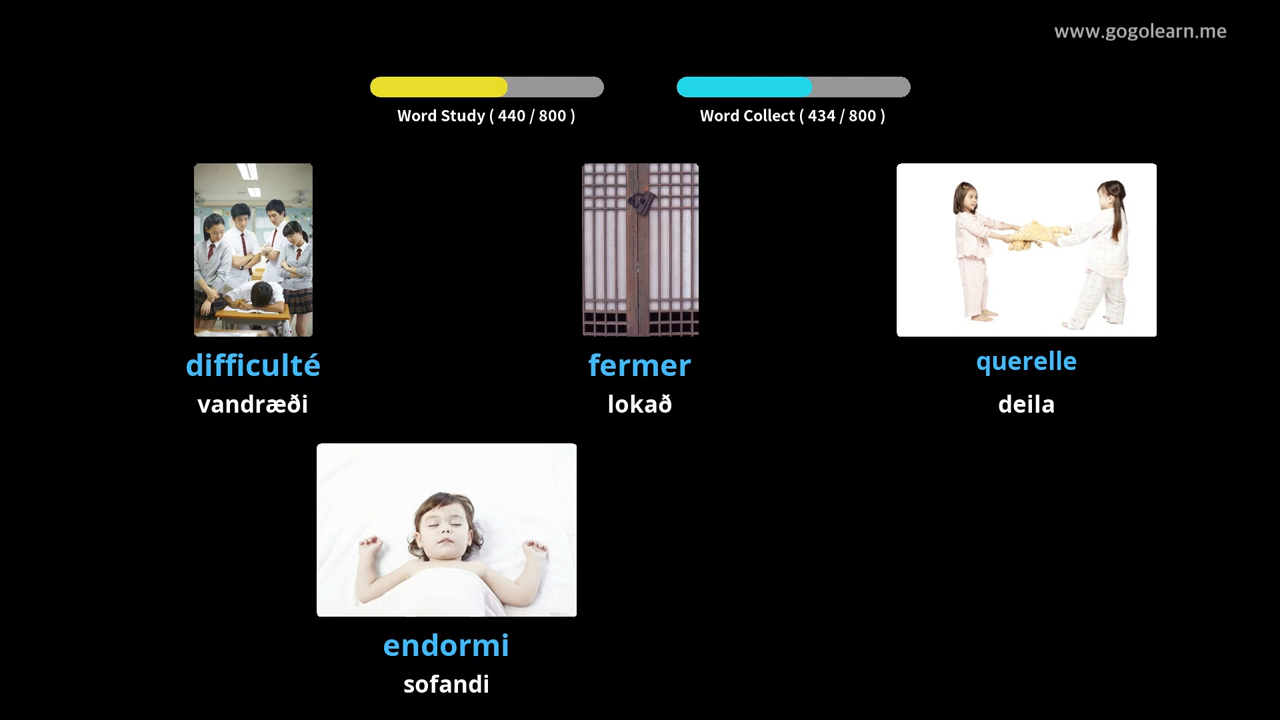 www.gogolearn.me
Word Study ( 440 / 800 )
Word Collect ( 434 / 800 )
difficulté
fermer
querelle
vandræði
lokað
deila
endormi
sofandi